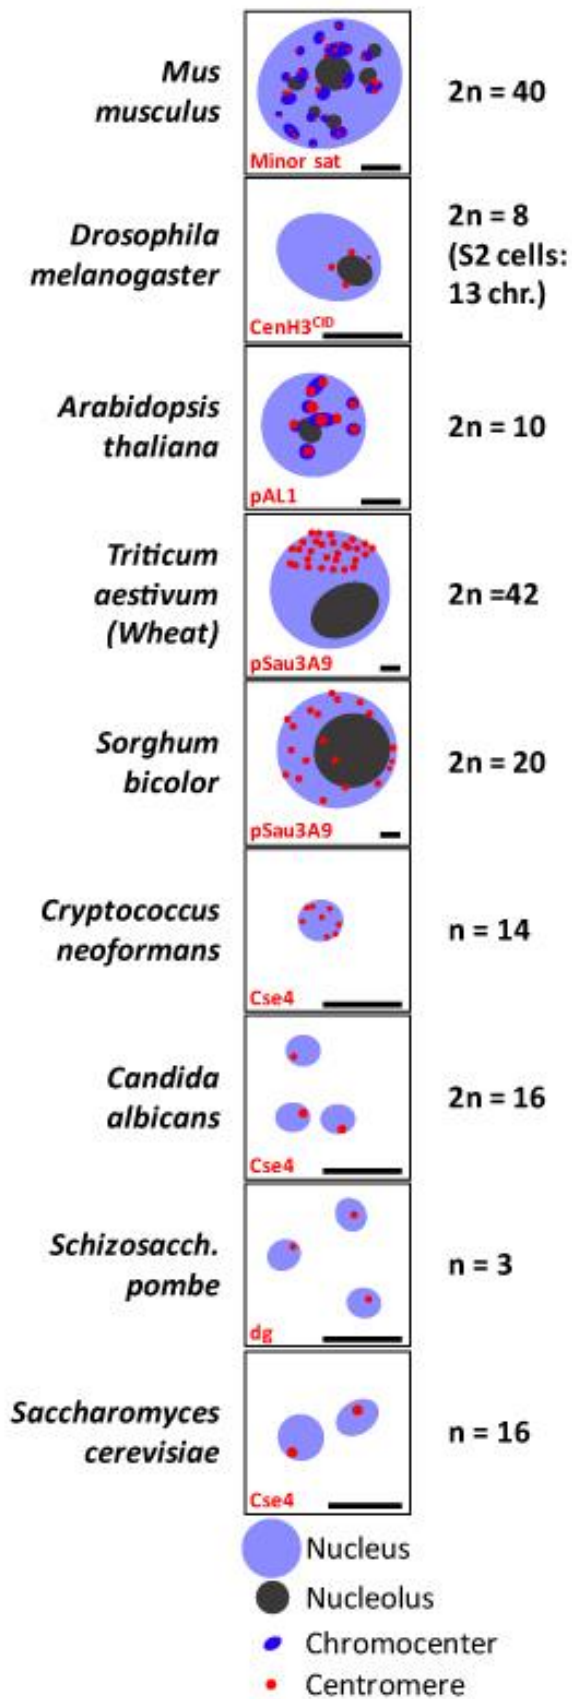 Mus
musculus
Minor sat
2n = 40
Drosophila
melanogaster
CenH3CID
2n = 8
(S2 cells:
13 chr.)
Arabidopsis
thaliana
pAL1
2n = 10
Triticum
aestivum
(Wheat)
pSau3A9
2n =42
Sorghum
bicolor
pSau3A9
2n = 20
Cryptococcus
neoformans
Cse4
n = 14
Candida
albicans
Cse4
2n = 16
Schizosacch.
pombe
dg
n = 3
Saccharomyces
cerevisiae
Cse4
n = 16
Nucleus
Nucleolus
Chromocenter
Centromere